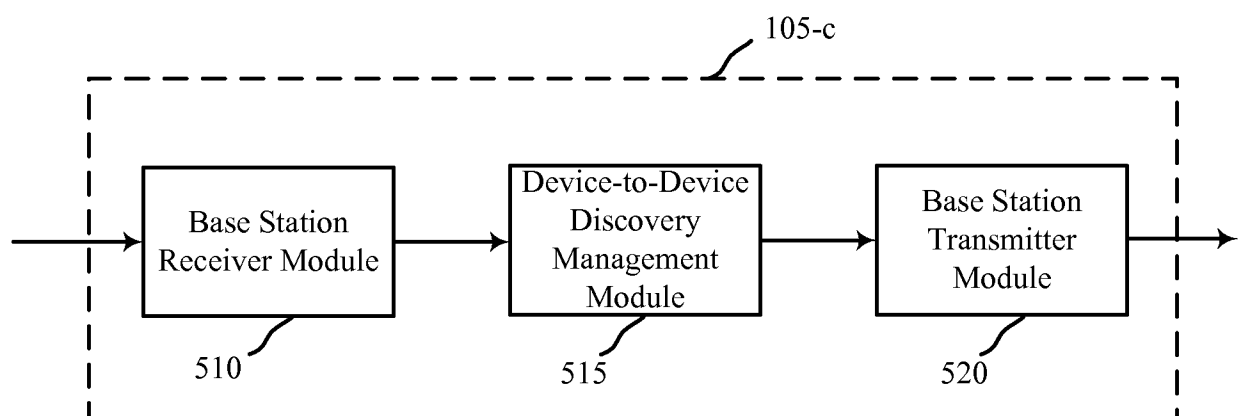 105-c
Base Station
Receiver Module
Device-to-Device
Discovery
Management
Module
Base Station
Transmitter
Module
510
515
520